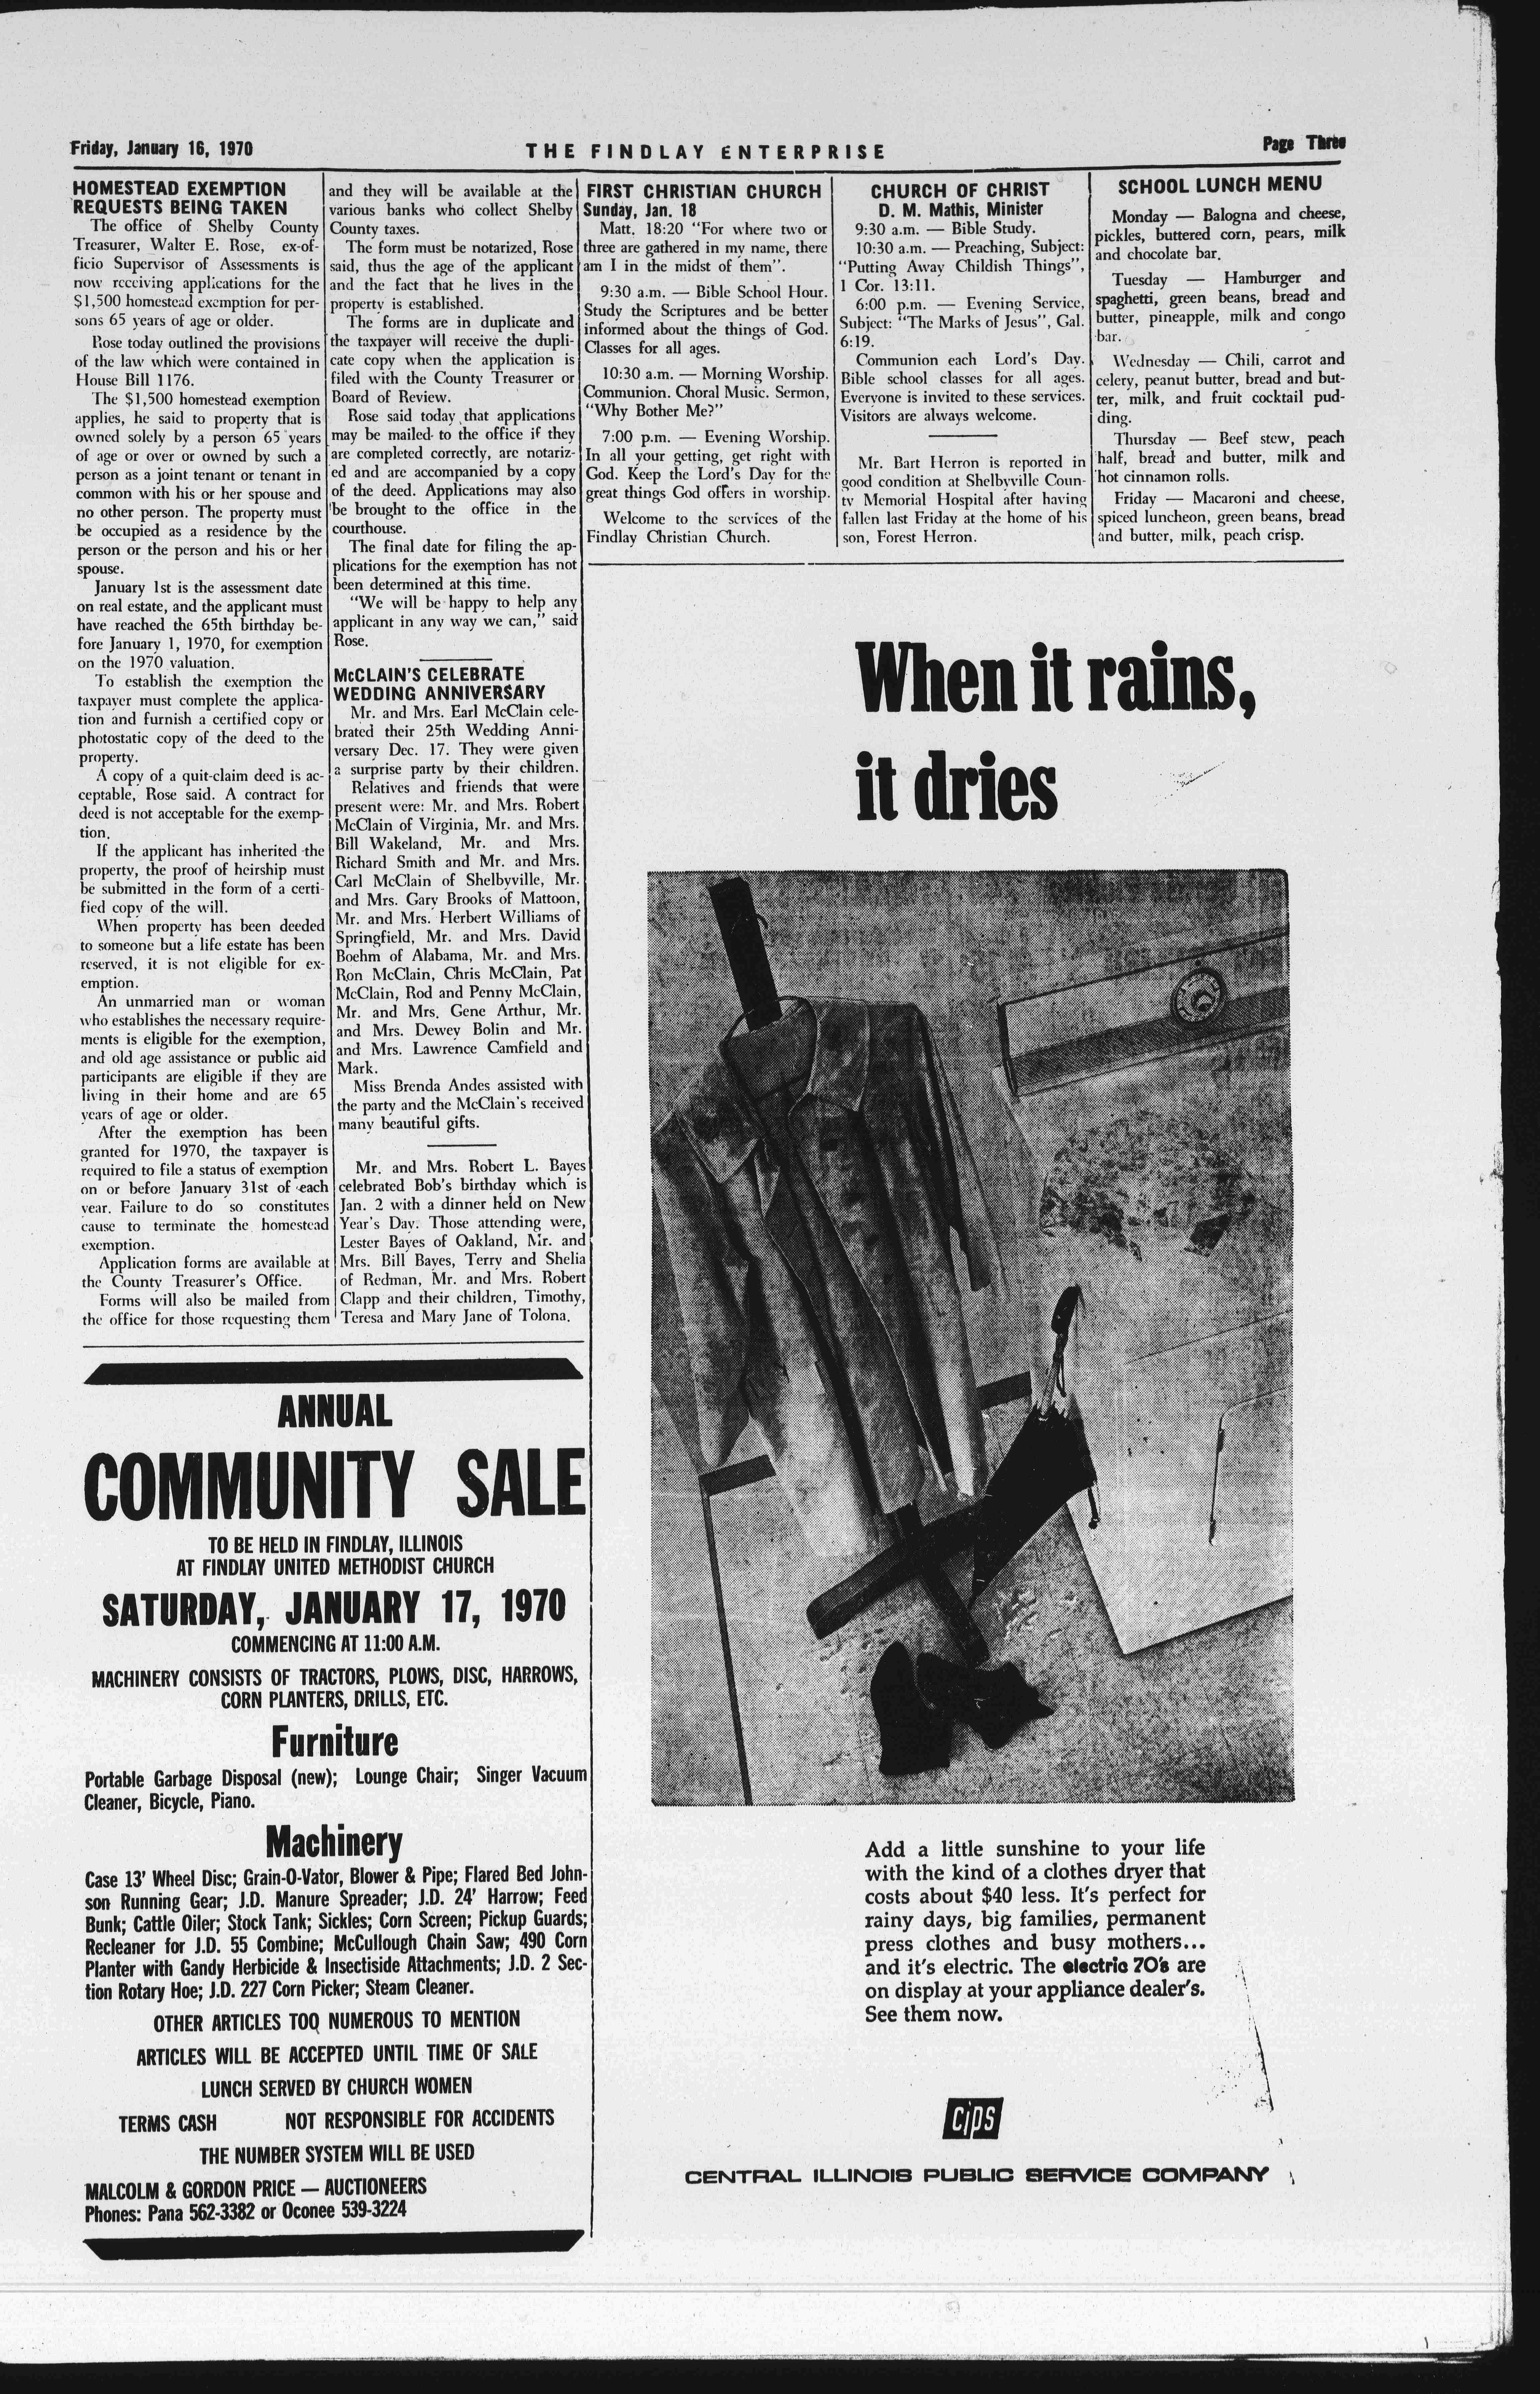 Friday, January 16, 1970
THE FINDLAY ENTERPRISE
Page Three
HOMESTEAD EXEMPTION
REQUESTS BEING TAKEN
The office of Shelby County
Treasurer, Walter E. Rose, ex-of-
ficio Supervisor of Assessments is
now receiving applications for the
$1,500 homestead exemption for per-
sons 65 years of age or older.
Rose today outlined the provisions
of the law which were contained in
House Bill 1176.
The $1,500 homestead exemption
applies, he said to property that is
owned solely by a person 65 years
of age or over or owned by such a
person as a joint tenant or tenant in
common with his or her spouse and
no other person. The property must
be occupied as a residence by the
person or the person and his or her
spouse.
January 1st is the assessment date
on real estate, and the applicant must
have reached the 65th birthday be-
fore January 1, 1970, for exemption
on the 1970 valuation.
To establish the exemption the
taxpayer must complete the applica-
tion and furnish a certified copy or
photostatic copy of the deed to the
property.
A copy of a quit-claim deed is ac-
ceptable, Rose said. A contract for
deed is not acceptable for the exemp-
tion.
If the applicant has inherited the
property, the proof of heirship must
be submitted in the form of a certi-
fied copy of the will.
When property has been deeded
to someone but a life estate has been
reserved, it is not eligible for ex-
emption.
An unmarried man or woman
who establishes the necessary require-
ments is eligible for the exemption,
and old age assistance or public aid
participants are eligible if they are
living in their home and are 65
years of age or older.
After the exemption has been
granted for 1970, the taxpayer is
required to file a status of exemption
on or before January 31st of each
year. Failure to do so constitutes
cause to terminate the homestead
exemption.
Application forms are available at
the County Treasurer's Office.
Forms will also be mailed from
the office for those requesting them
and they will be available at the
various banks who collect Shelby
County taxes.
The form must be notarized, Rose
said, thus the age of the applicant
and the fact that he lives in the
property is established.
The forms are in duplicate and
the taxpayer will receive the dupli-
cate copy when the application is
filed with the County Treasurer or
Board of Review.
Rose said today that applications
may be mailed to the office if they
are completed correctly, are notariz-
ed and are accompanied by a copy
of the deed. Applications may also
be brought to the office in the
courthouse.
The final date for filing the ap-
plications for the exemption has not
been determined at this time.
"We will be happy to help any
applicant in any way we can," said
Rose.
McCLAIN'S CELEBRATE
WEDDING ANNIVERSARY
Mr. and Mrs. Earl McClain cele-
brated their 25th Wedding Anni-
versary Dec. 17. They were given
a surprise party by their children.
Relatives and friends that were
present were: Mr. and Mrs. Robert
McClain of Virginia, Mr. and Mrs.
Bill Wakeland, Mr. and Mrs.
Richard Smith and Mr. and Mrs.
Carl McClain of Shelbyville, Mr.
and Mrs. Gary Brooks of Mattoon,
Mr. and Mrs. Herbert Williams of
Springfield, Mr. and Mrs. David
Boehm of Alabama, Mr. and Mrs.
Ron McClain, Chris McClain, Pat
McClain, Rod and Penny McClain,
Mr. and Mrs. Gene Arthur, Mr.
and Mrs. Dewey Bolin and Mr.
and Mrs. Lawrence Camfield and
Mark.
Miss Brenda Andes assisted with
the party and the McClain's received
many beautiful gifts.
Mr. and Mrs. Robert L. Bayes
celebrated Bob's birthday which is
Jan. 2 with a dinner held on New
Year's Day. Those attending were,
Lester Bayes of Oakland, Mr. and
Mrs. Bill Bayes, Terry and Shelia
of Redman, Mr. and Mrs. Robert
Clapp and their children, Timothy,
Teresa and Mary Jane of Tolona.
FIRST CHRISTIAN CHURCH
Sunday, Jan. 18
Matt. 18:20 "For where two or
three are gathered in my name, there
am I in the midst of them".
9:30 a.m. — Bible School Hour.
Study the Scriptures and be better
informed about the things of God.
Classes for all ages.
10:30 a.m. — Morning Worship.
Communion. Choral Music. Sermon,
"Why Bother Me?"
7:00 p.m. — Evening Worship.
In all your getting, get right with
God. Keep the Lord's Day for the
great things God offers in worship.
Welcome to the services of the
Findlay Christian Church.
CHURCH OF CHRIST
D. M. Mathis, Minister
9:30 a.m. — Bible Study.
10:30 a.m. — Preaching, Subject:
"Putting Away Childish Things",
1 Cor. 13:11.
6:00 p.m. — Evening Service,
Subject: "The Marks of Jesus", Gal.
6:19.
Communion each Lord's Day.
Bible school classes for all ages.
Everyone is invited to these services.
Visitors are always welcome.
Mr. Bart Herron is reported in
good condition at Shelbyville Coun-
ty Memorial Hospital after having
fallen last Friday at the home of his
son, Forest Herron.
SCHOOL LUNCH MENU
Monday — Balogna and cheese,
pickles, buttered corn, pears, milk
and chocolate bar.
Tuesday — Hamburger and
spaghetti, green beans, bread and
butter, pineapple, milk and congo
bar.
Wednesday — Chili, carrot and
celery, peanut butter, bread and but-
ter, milk, and fruit cocktail pud-
ding.
Thursday — Beef stew, peach
half, bread and butter, milk and
hot cinnamon rolls.
Friday — Macaroni and cheese,
spiced luncheon, green beans, bread
and butter, milk, peach crisp.
ANNUAL
COMMUNITY SALE
TO BE HELD IN FINDLAY, ILLINOIS
AT FINDLAY UNITED METHODIST CHURCH
SATURDAY, JANUARY 17, 1970
COMMENCING AT 11:00 A.M.
MACHINERY CONSISTS OF TRACTORS, PLOWS, DISC, HARROWS,
CORN PLANTERS, DRILLS, ETC.
Furniture
Portable Garbage Disposal (new); Lounge Chair; Singer Vacuum
Cleaner, Bicycle, Piano.
Machinery
Case 13' Wheel Disc; Grain-O-Vator, Blower & Pipe; Flared Bed John-
son Running Gear; J.D. Manure Spreader; J.D. 24' Harrow; Feed
Bunk; Cattle Oiler; Stock Tank; Sickles; Corn Screen; Pickup Guards;
Recleaner for J.D. 55 Combine; McCullough Chain Saw; 490 Corn
Planter with Gandy Herbicide & Insectiside Attachments; J.D. 2 Sec-
tion Rotary Hoe; J.D. 227 Corn Picker; Steam Cleaner.
OTHER ARTICLES TOO NUMEROUS TO MENTION
ARTICLES WILL BE ACCEPTED UNTIL TIME OF SALE
LUNCH SERVED BY CHURCH WOMEN
TERMS CASH NOT RESPONSIBLE FOR ACCIDENTS
THE NUMBER SYSTEM WILL BE USED
MALCOLM & GORDON PRICE — AUCTIONEERS
Phones: Pana 562-3382 or Oconee 539-3224
When it rains,
it dries
Add a little sunshine to your life
with the kind of a clothes dryer that
costs about $40 less. It's perfect for
rainy days, big families, permanent
press clothes and busy mothers...
and it's electric. The electric 70's are
on display at your appliance dealer's.
See them now.
cips
CENTRAL ILLINOIS PUBLIC SERVICE COMPANY